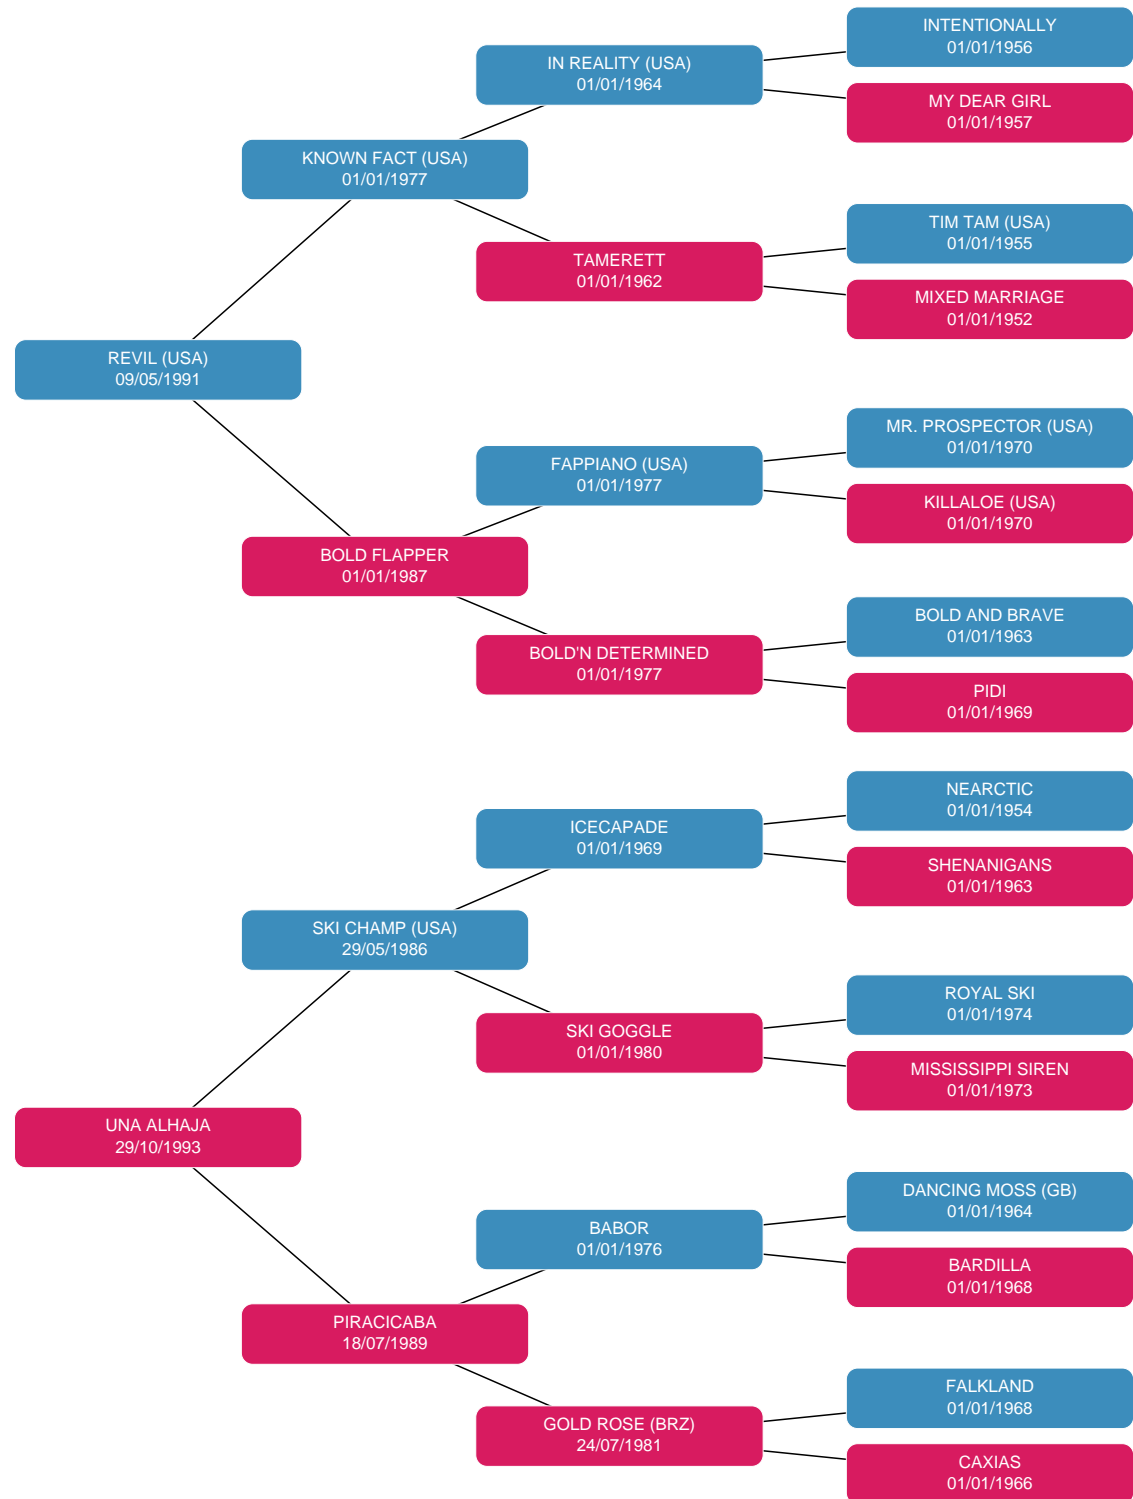 INTENTIONALLY
01/01/1956
IN REALITY (USA)
01/01/1964
MY DEAR GIRL
01/01/1957
KNOWN FACT (USA)
01/01/1977
TIM TAM (USA)
01/01/1955
TAMERETT
01/01/1962
MIXED MARRIAGE
01/01/1952
REVIL (USA)
09/05/1991
MR. PROSPECTOR (USA)
01/01/1970
FAPPIANO (USA)
01/01/1977
KILLALOE (USA)
01/01/1970
BOLD FLAPPER
01/01/1987
BOLD AND BRAVE
01/01/1963
BOLD'N DETERMINED
01/01/1977
PIDI
01/01/1969
NEARCTIC
01/01/1954
ICECAPADE
01/01/1969
SHENANIGANS
01/01/1963
SKI CHAMP (USA)
29/05/1986
ROYAL SKI
01/01/1974
SKI GOGGLE
01/01/1980
MISSISSIPPI SIREN
01/01/1973
UNA ALHAJA
29/10/1993
DANCING MOSS (GB)
01/01/1964
BABOR
01/01/1976
BARDILLA
01/01/1968
PIRACICABA
18/07/1989
FALKLAND
01/01/1968
GOLD ROSE (BRZ)
24/07/1981
CAXIAS
01/01/1966